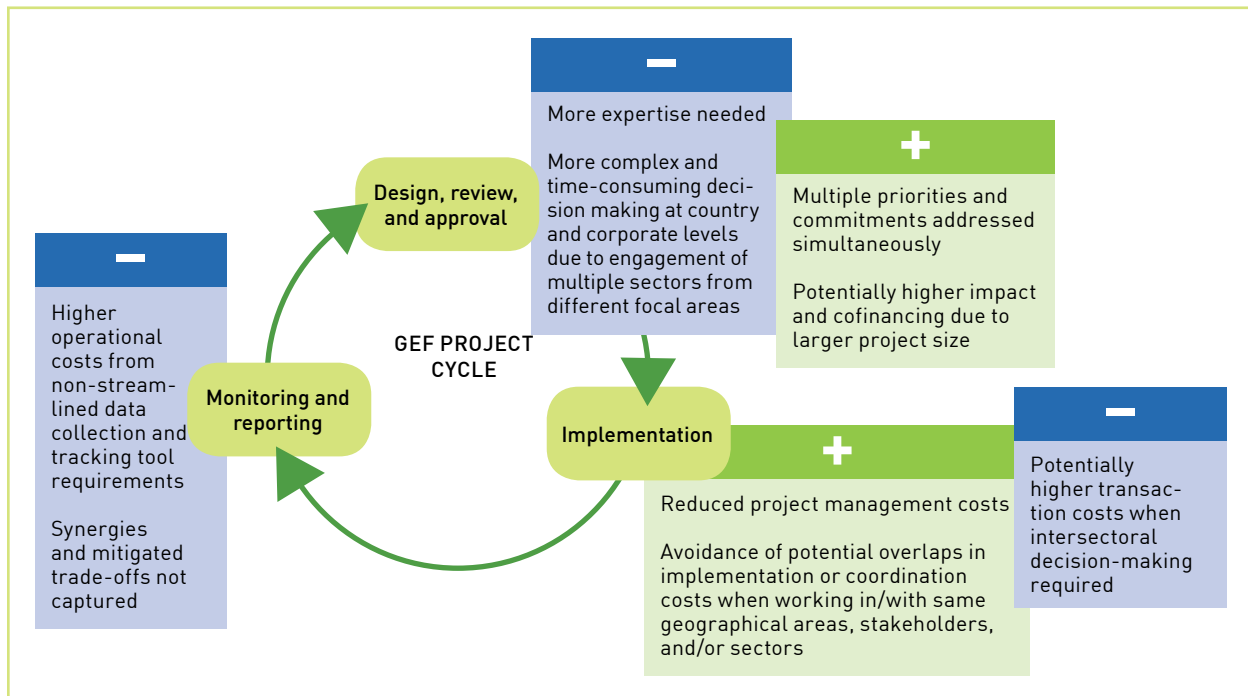 −
More expertise needed
More complex and
time-consuming deci-
sion making at country
and corporate levels
due to engagement of
multiple sectors from
different focal areas
+
Multiple priorities and
commitments addressed
simultaneously
Potentially higher impact
and cofinancing due to
larger project size
Design, review,
and approval
−
Higher
operational
costs from
non-stream-
lined data
collection and
tracking tool
requirements
Synergies
and mitigated
trade-offs not
captured
GEF PROJECT
CYCLE
Monitoring and
reporting
Implementation
+
Reduced project management costs
Avoidance of potential overlaps in
implementation or coordination
costs when working in/with same
geographical areas, stakeholders,
and/or sectors
−
Potentially
higher transac-
tion costs when
intersectoral
decision-making
required